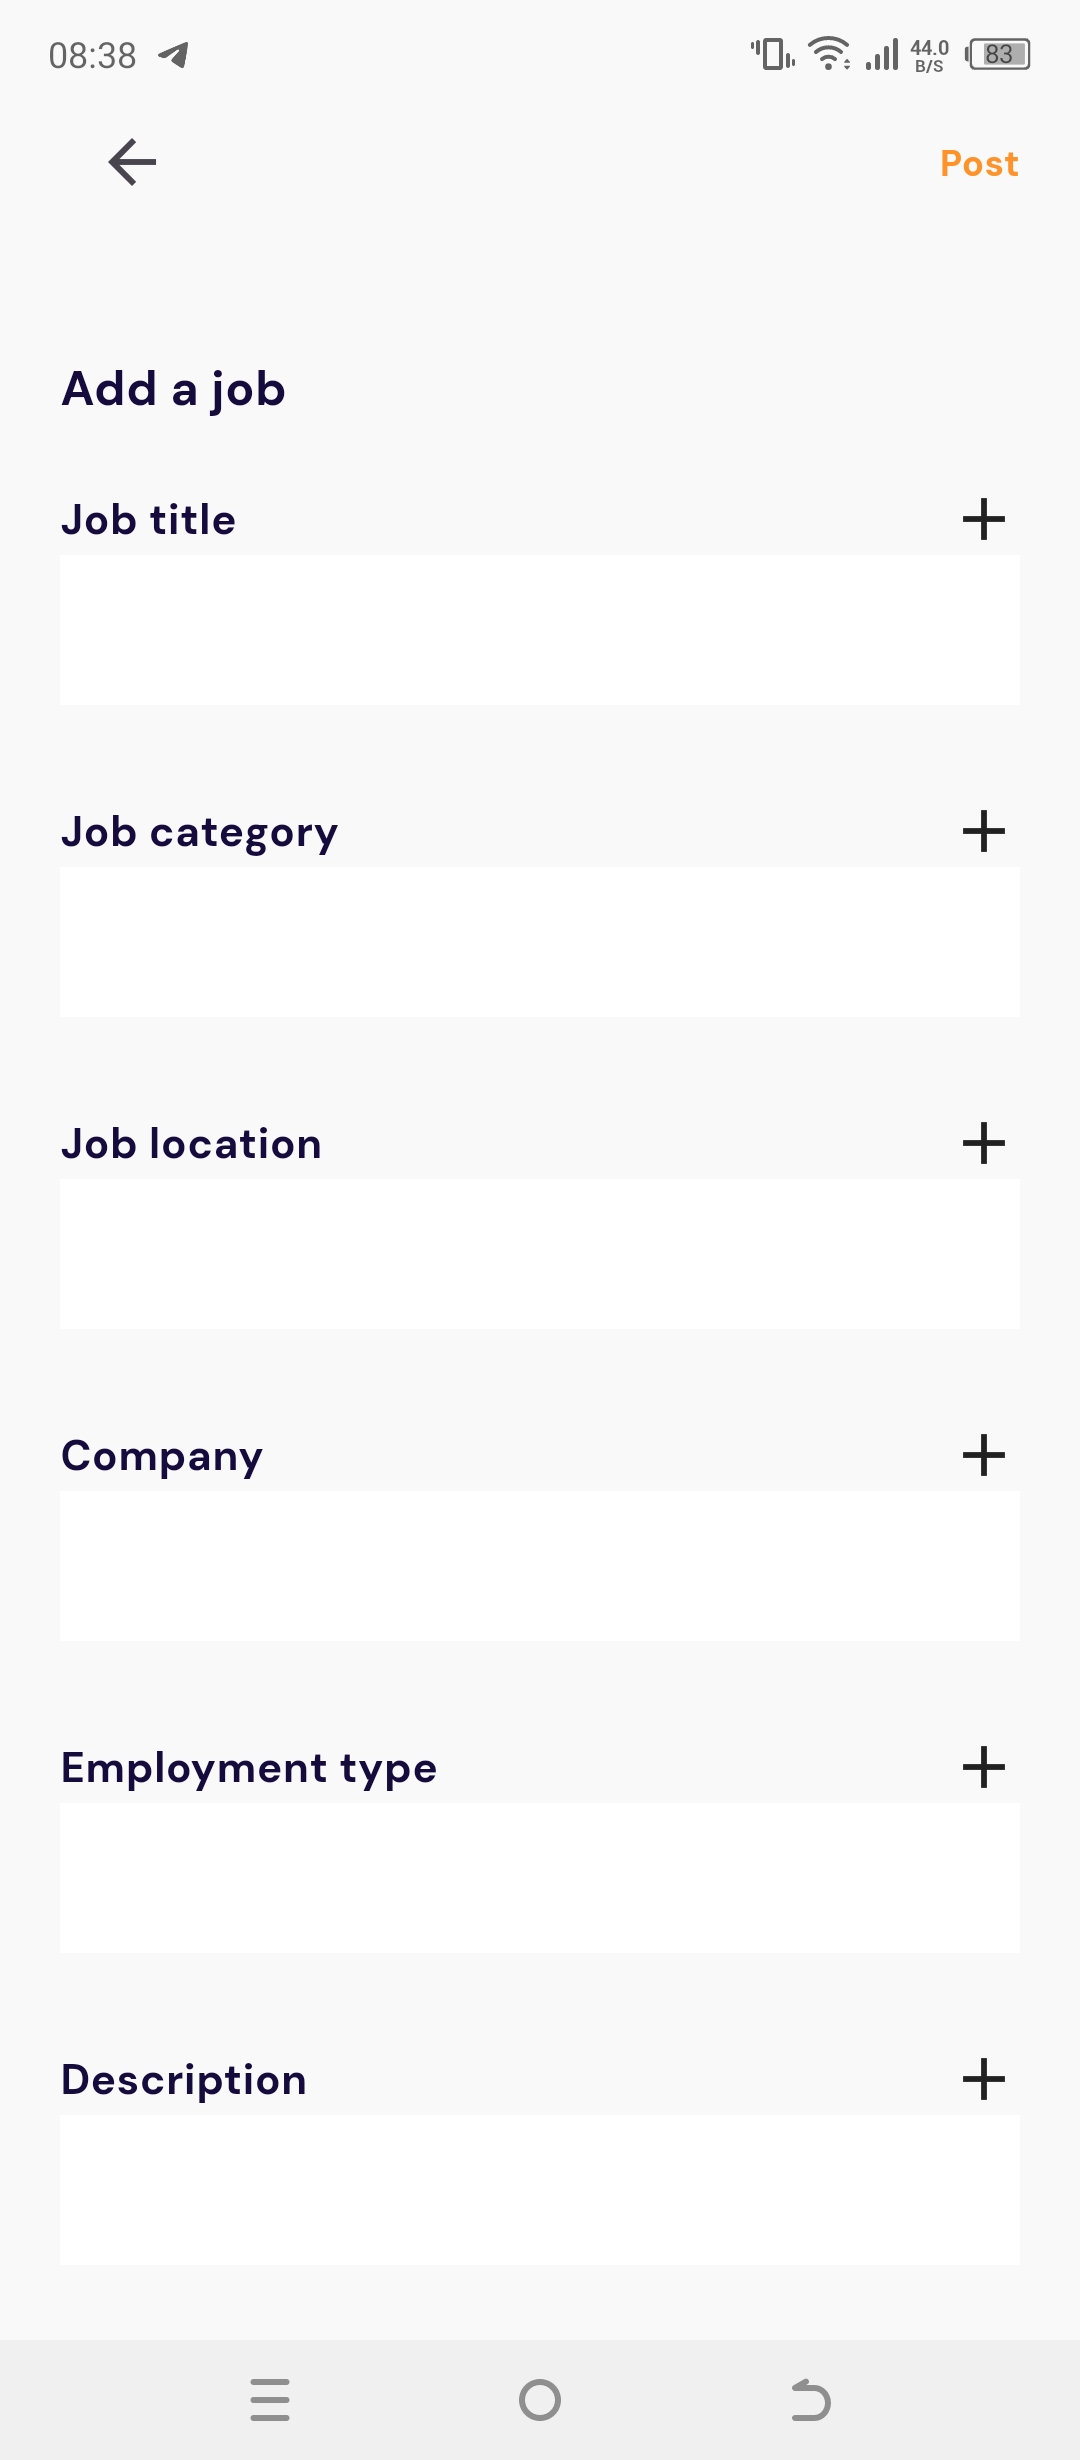 08:38
44.0
B/S
83
Post
Add a job
Job title
Job category
Job location
Company
Employment type
Description